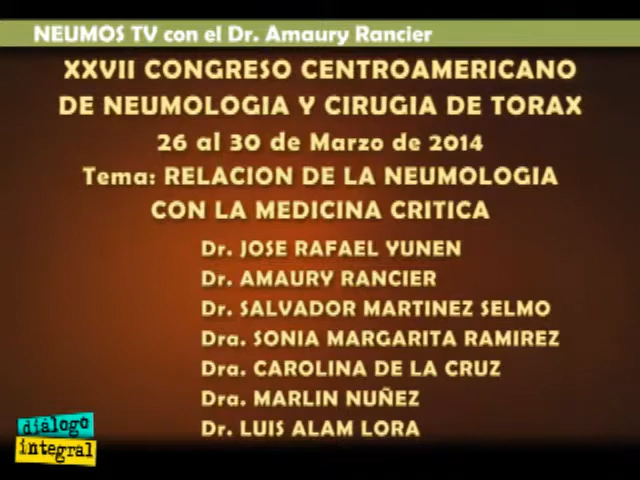 NEUMOS TV con el Dr. Amaury Rancier
XXVII CONGRESO CENTROAMERICANO
DE NEUMOLOGIA Y CIRUGIA DE TORAX
26 al 30 de Marzo de 2014
Tema: RELACION DE LA NEUMOLOGIA
CON LA MEDICINA CRITICA
Dr. JOSE RAFAEL YUNEN
Dr. AMAURY RANCIER
Dr. SALVADOR MARTINEZ SELMO
Dra. SONIA MARGARITA RAMIREZ
Dra. CAROLINA DE LA CRUZ
Dra. MARLIN NUÑEZ
Dr. LUIS ALAM LORA
diálogo
integral